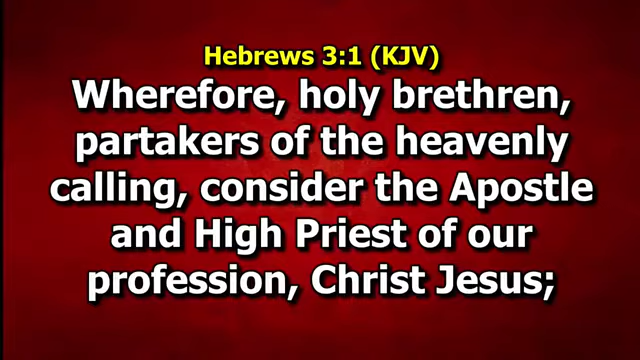 Hebrews 3:1 (KJV)
Wherefore, holy brethren,
partakers of the heavenly
calling, consider the Apostle
and High Priest of our
profession, Christ Jesus;